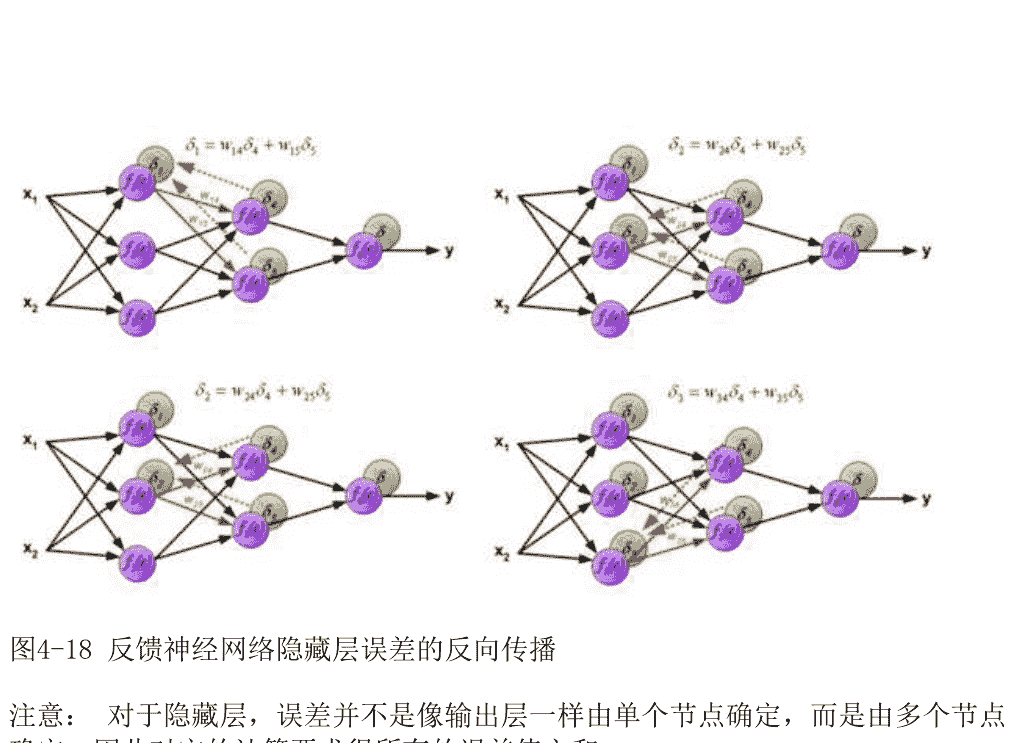 δ₁ = w₁₄δ₄ + w₁₅δ₅
δ₂ = w₂₄δ₄ + w₂₅δ₅
x₁
y
x₂
x₁
y
x₂
δ₂ = w₂₄δ₄ + w₂₅δ₅
δ₃ = w₃₄δ₄ + w₃₅δ₅
x₁
y
x₂
x₁
y
x₂
图4-18 反馈神经网络隐藏层误差的反向传播
注意： 对于隐藏层，误差并不是像输出层一样由单个节点确定，而是由多个节点